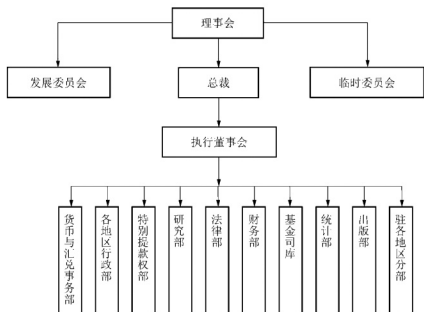 理事会
发展委员会
总裁
临时委员会
执行董事会
货币与汇兑事务部
各地区行政部
特别提款权部
研究部
法律部
财务部
基金司库
统计部
出版部
驻各地区分部